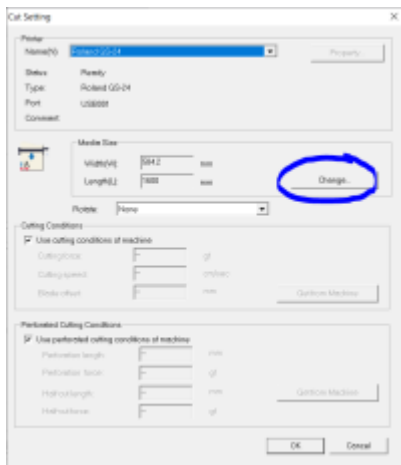 Cut Setting
Printer
Name(N): Roland GS-24
Property...
Status: Ready
Type: Roland GS-24
Port: USB001
Comment:
Media Size
Width(W): 584.2 mm
Length(L): 1600 mm
Change...
Rotate: None
Cutting Conditions
Use cutting conditions of machine
Cutting force: gf
Cutting speed: cm/sec
Blade offset: mm
Get from Machine
Perforated Cutting Conditions
Use perforated cutting conditions of machine
Perforation length: mm
Perforation force: gf
Half cut length: mm
Half cut force: gf
Get from Machine
OK
Cancel